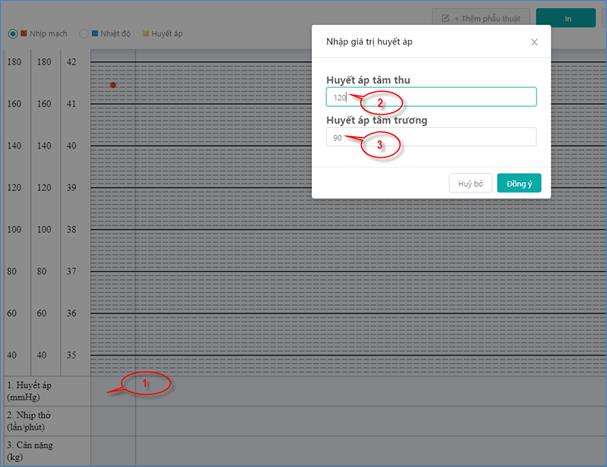 + Thêm phẫu thuật
In
Nhịp mạch
Nhiệt độ
Huyết áp
Nhập giá trị huyết áp
Huyết áp tâm thu
120
2
Huyết áp tâm trương
90
3
Huỷ bỏ
Đồng ý
180 180 42
160 160 41
140 140 40
120 120 39
100 100 38
80 80 37
60 60 36
40 40 35
1. Huyết áp
(mmHg)
1
2. Nhịp thở
(lần/phút)
3. Cân nặng
(kg)